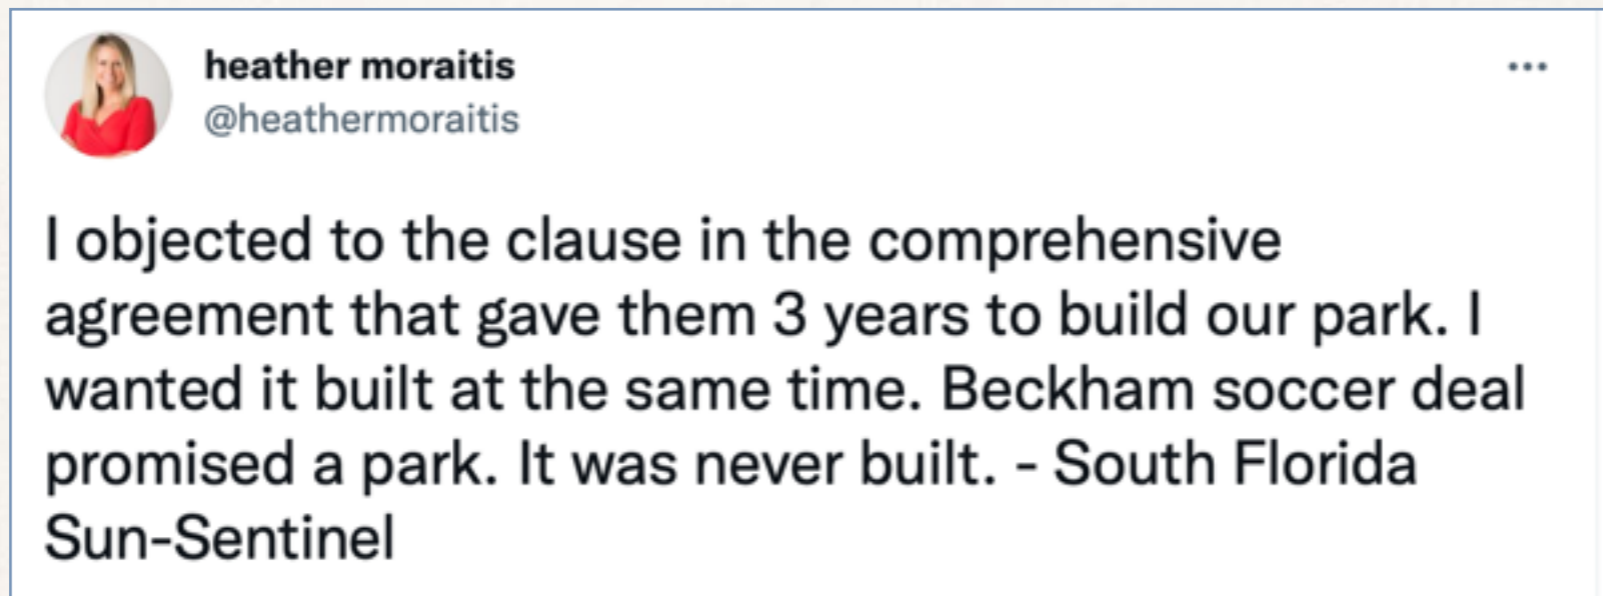 heather moraitis
@heathermoraitis
I objected to the clause in the comprehensive
agreement that gave them 3 years to build our park. I
wanted it built at the same time. Beckham soccer deal
promised a park. It was never built. - South Florida
Sun-Sentinel